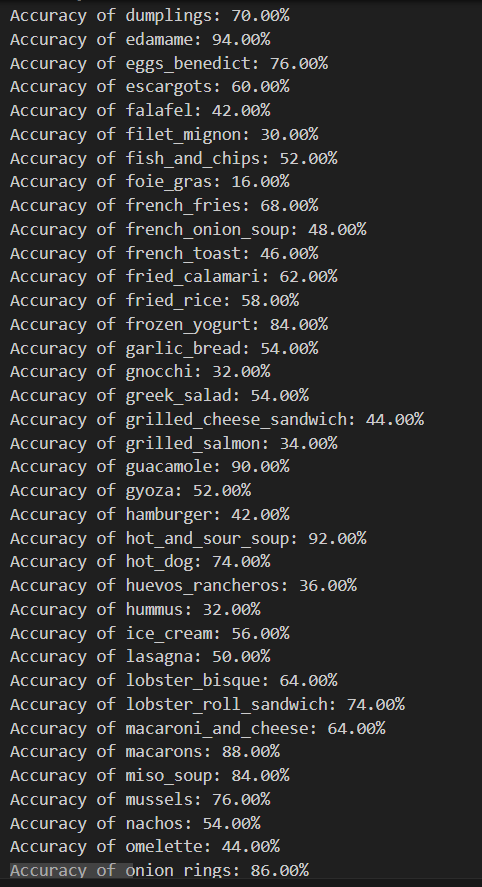 Accuracy of dumplings: 70.00%
Accuracy of edamame: 94.00%
Accuracy of eggs_benedict: 76.00%
Accuracy of escargots: 60.00%
Accuracy of falafel: 42.00%
Accuracy of filet_mignon: 30.00%
Accuracy of fish_and_chips: 52.00%
Accuracy of foie_gras: 16.00%
Accuracy of french_fries: 68.00%
Accuracy of french_onion_soup: 48.00%
Accuracy of french_toast: 46.00%
Accuracy of fried_calamari: 62.00%
Accuracy of fried_rice: 58.00%
Accuracy of frozen_yogurt: 84.00%
Accuracy of garlic_bread: 54.00%
Accuracy of gnocchi: 32.00%
Accuracy of greek_salad: 54.00%
Accuracy of grilled_cheese_sandwich: 44.00%
Accuracy of grilled_salmon: 34.00%
Accuracy of guacamole: 90.00%
Accuracy of gyoza: 52.00%
Accuracy of hamburger: 42.00%
Accuracy of hot_and_sour_soup: 92.00%
Accuracy of hot_dog: 74.00%
Accuracy of huevos_rancheros: 36.00%
Accuracy of hummus: 32.00%
Accuracy of ice_cream: 56.00%
Accuracy of lasagna: 50.00%
Accuracy of lobster_bisque: 64.00%
Accuracy of lobster_roll_sandwich: 74.00%
Accuracy of macaroni_and_cheese: 64.00%
Accuracy of macarons: 88.00%
Accuracy of miso_soup: 84.00%
Accuracy of mussels: 76.00%
Accuracy of nachos: 54.00%
Accuracy of omelette: 44.00%
Accuracy of onion rings: 86.00%